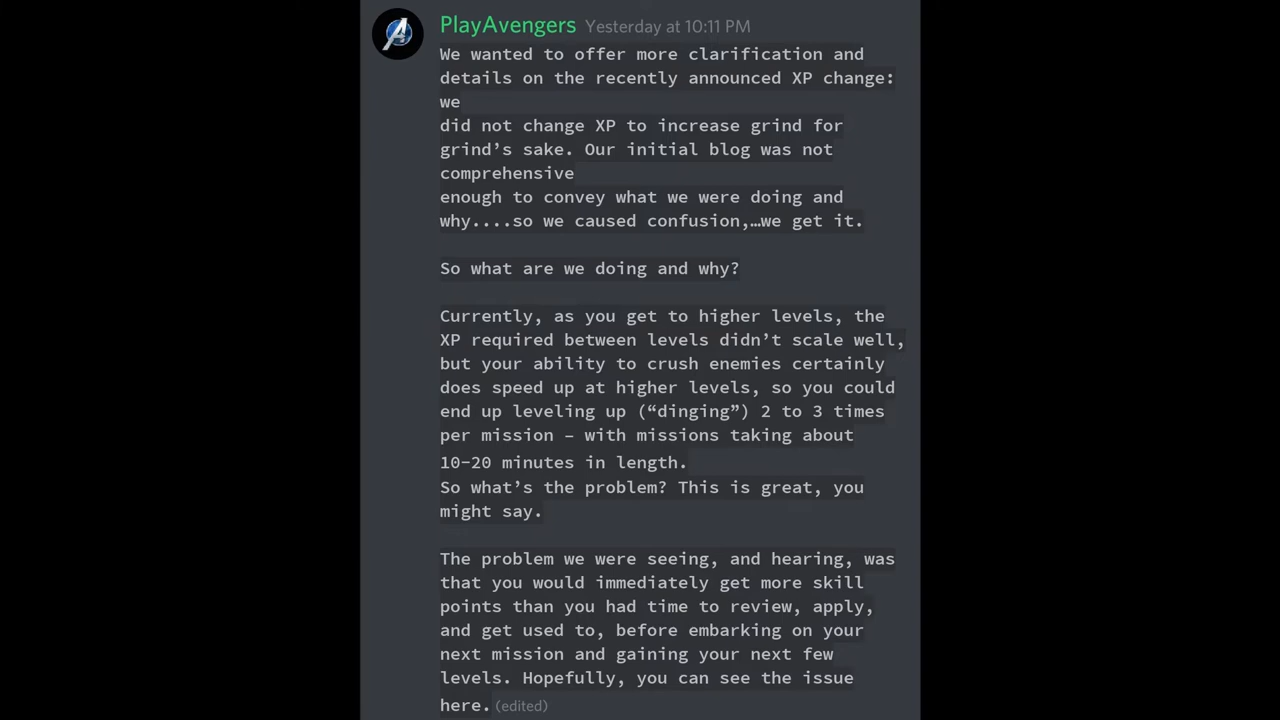 PlayAvengers Yesterday at 10:11 PM
We wanted to offer more clarification and
details on the recently announced XP change:
we
did not change XP to increase grind for
grind’s sake. Our initial blog was not
comprehensive
enough to convey what we were doing and
why....so we caused confusion,…we get it.
So what are we doing and why?
Currently, as you get to higher levels, the
XP required between levels didn’t scale well,
but your ability to crush enemies certainly
does speed up at higher levels, so you could
end up leveling up (“dinging”) 2 to 3 times
per mission – with missions taking about
10-20 minutes in length.
So what’s the problem? This is great, you
might say.
The problem we were seeing, and hearing, was
that you would immediately get more skill
points than you had time to review, apply,
and get used to, before embarking on your
next mission and gaining your next few
levels. Hopefully, you can see the issue
here. (edited)